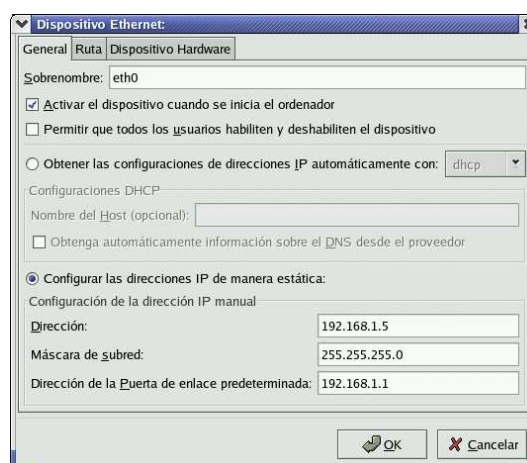 Dispositivo Ethernet:
General Ruta Dispositivo Hardware
Sobrenombre: eth0
Activar el dispositivo cuando se inicia el ordenador
Permitir que todos los usuarios habiliten y deshabiliten el dispositivo
Obtener las configuraciones de direcciones IP automáticamente con: dhcp
Configuraciones DHCP
Nombre del Host (opcional):
Obtenga automáticamente información sobre el DNS desde el proveedor
Configurar las direcciones IP de manera estática:
Configuración de la dirección IP manual
Dirección: 192.168.1.5
Máscara de subred: 255.255.255.0
Dirección de la Puerta de enlace predeterminada: 192.168.1.1
OK Cancelar